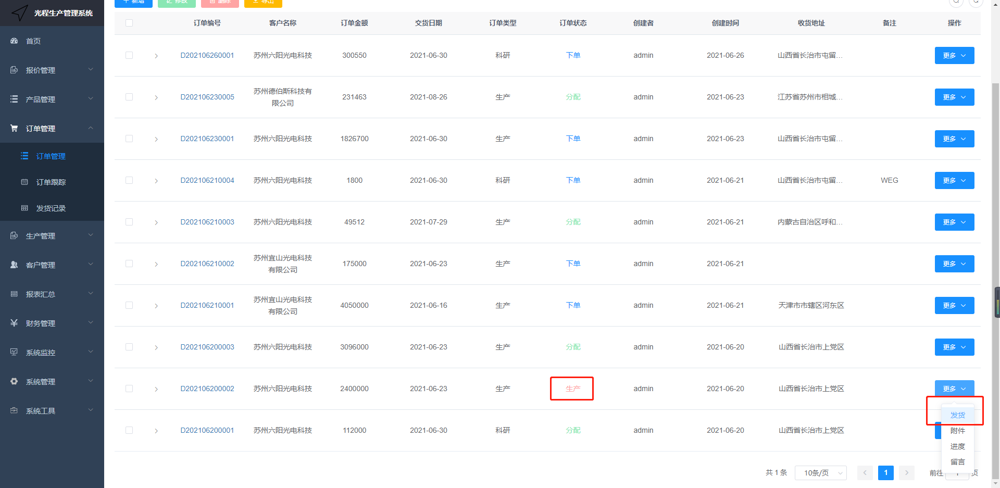 光程生产管理系统
首页
报价管理
产品管理
订单管理
订单管理
订单跟踪
发货记录
生产管理
客户管理
报表汇总
财务管理
系统监控
系统管理
系统工具
新增 修改 删除 导出
订单编号 客户名称 订单金额 交货日期 订单类型 订单状态 创建者 创建时间 收货地址 备注 操作
D202106260001 苏州六阳光电科技 300550 2021-06-30 科研 下单 admin 2021-06-26 山西省长治市屯留... 更多
D202106230005 苏州德伯斯科技有
限公司 231463 2021-08-26 生产 分配 admin 2021-06-23 江苏省苏州市相城... 更多
D202106230001 苏州六阳光电科技 1826700 2021-06-30 生产 下单 admin 2021-06-23 山西省长治市屯留... 更多
D202106210004 苏州六阳光电科技 1800 2021-06-30 科研 下单 admin 2021-06-21 山西省长治市屯留... WEG 更多
D202106210003 苏州六阳光电科技 49512 2021-07-29 生产 分配 admin 2021-06-21 内蒙古自治区呼和... 更多
D202106210002 苏州宜山光电科技
有限公司 175000 2021-06-23 生产 下单 admin 2021-06-21 更多
D202106210001 苏州宜山光电科技
有限公司 4050000 2021-06-16 生产 下单 admin 2021-06-21 天津市市辖区河东区 更多
D202106200003 苏州六阳光电科技 3096000 2021-06-23 生产 分配 admin 2021-06-20 山西省长治市上党区 更多
D202106200002 苏州六阳光电科技 2400000 2021-06-23 生产 生产 admin 2021-06-20 山西省长治市上党区 更多
D202106200001 苏州六阳光电科技 112000 2021-06-30 科研 分配 admin 2021-06-20 山西省长治市上党区
发货
附件
进度
留言
共 1 条 10条/页 1 前往 1 页